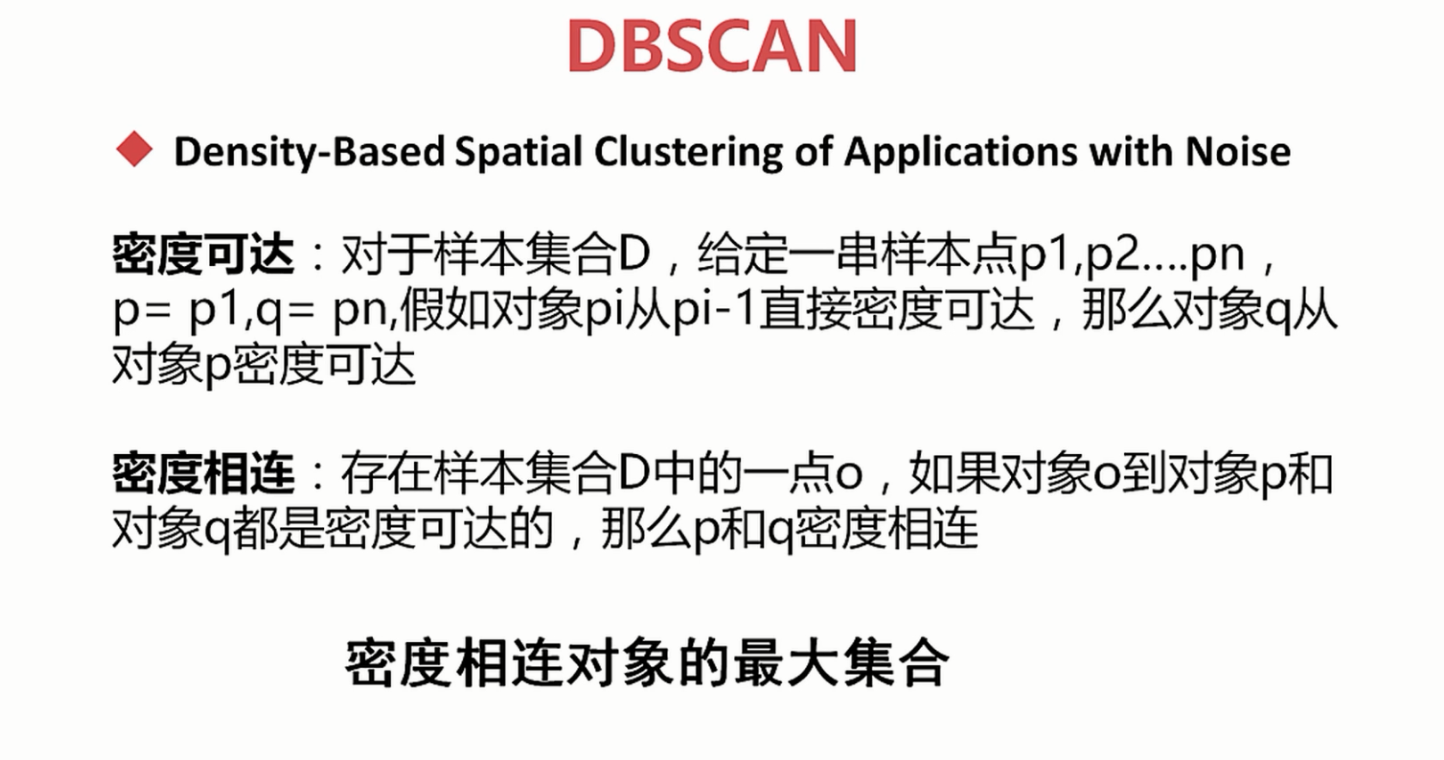 DBSCAN
Density-Based Spatial Clustering of Applications with Noise
密度可达：对于样本集合D，给定一串样本点p1,p2....pn，
p= p1,q= pn,假如对象pi从pi-1直接密度可达，那么对象q从
对象p密度可达
密度相连：存在样本集合D中的一点o，如果对象o到对象p和
对象q都是密度可达的，那么p和q密度相连
密度相连对象的最大集合